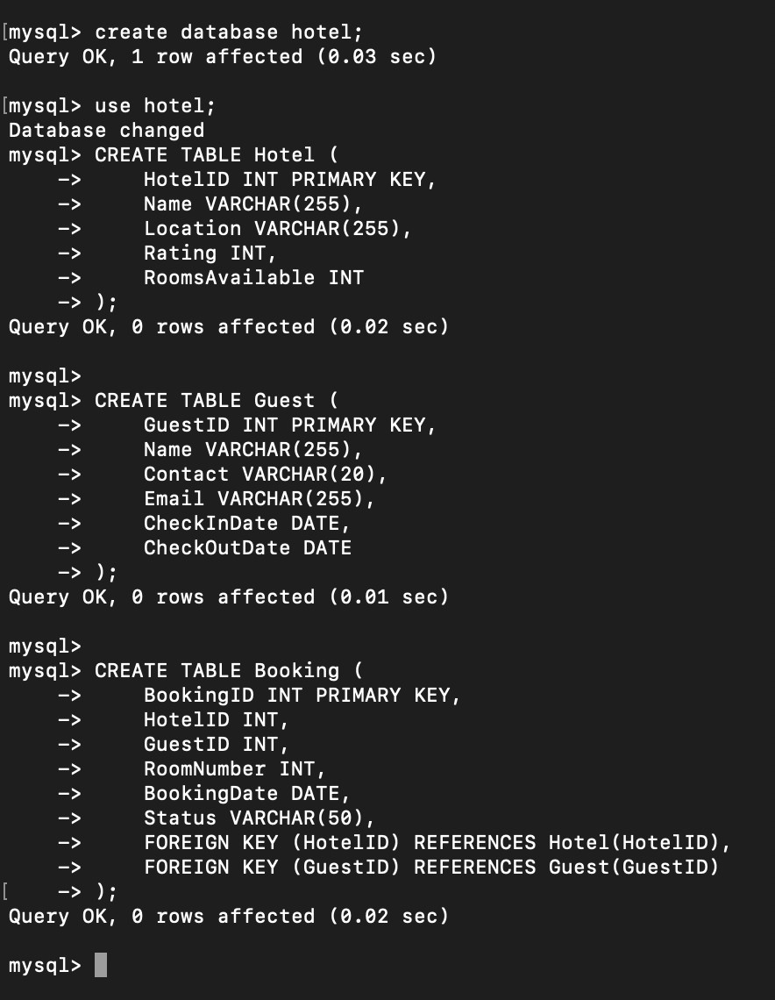 [mysql> create database hotel;
Query OK, 1 row affected (0.03 sec)
[mysql> use hotel;
Database changed
mysql> CREATE TABLE Hotel (
    ->     HotelID INT PRIMARY KEY,
    ->     Name VARCHAR(255),
    ->     Location VARCHAR(255),
    ->     Rating INT,
    ->     RoomsAvailable INT
    -> );
Query OK, 0 rows affected (0.02 sec)
mysql>
mysql> CREATE TABLE Guest (
    ->     GuestID INT PRIMARY KEY,
    ->     Name VARCHAR(255),
    ->     Contact VARCHAR(20),
    ->     Email VARCHAR(255),
    ->     CheckInDate DATE,
    ->     CheckOutDate DATE
    -> );
Query OK, 0 rows affected (0.01 sec)
mysql>
mysql> CREATE TABLE Booking (
    ->     BookingID INT PRIMARY KEY,
    ->     HotelID INT,
    ->     GuestID INT,
    ->     RoomNumber INT,
    ->     BookingDate DATE,
    ->     Status VARCHAR(50),
    ->     FOREIGN KEY (HotelID) REFERENCES Hotel(HotelID),
    ->     FOREIGN KEY (GuestID) REFERENCES Guest(GuestID)
[    -> );
Query OK, 0 rows affected (0.02 sec)
mysql>